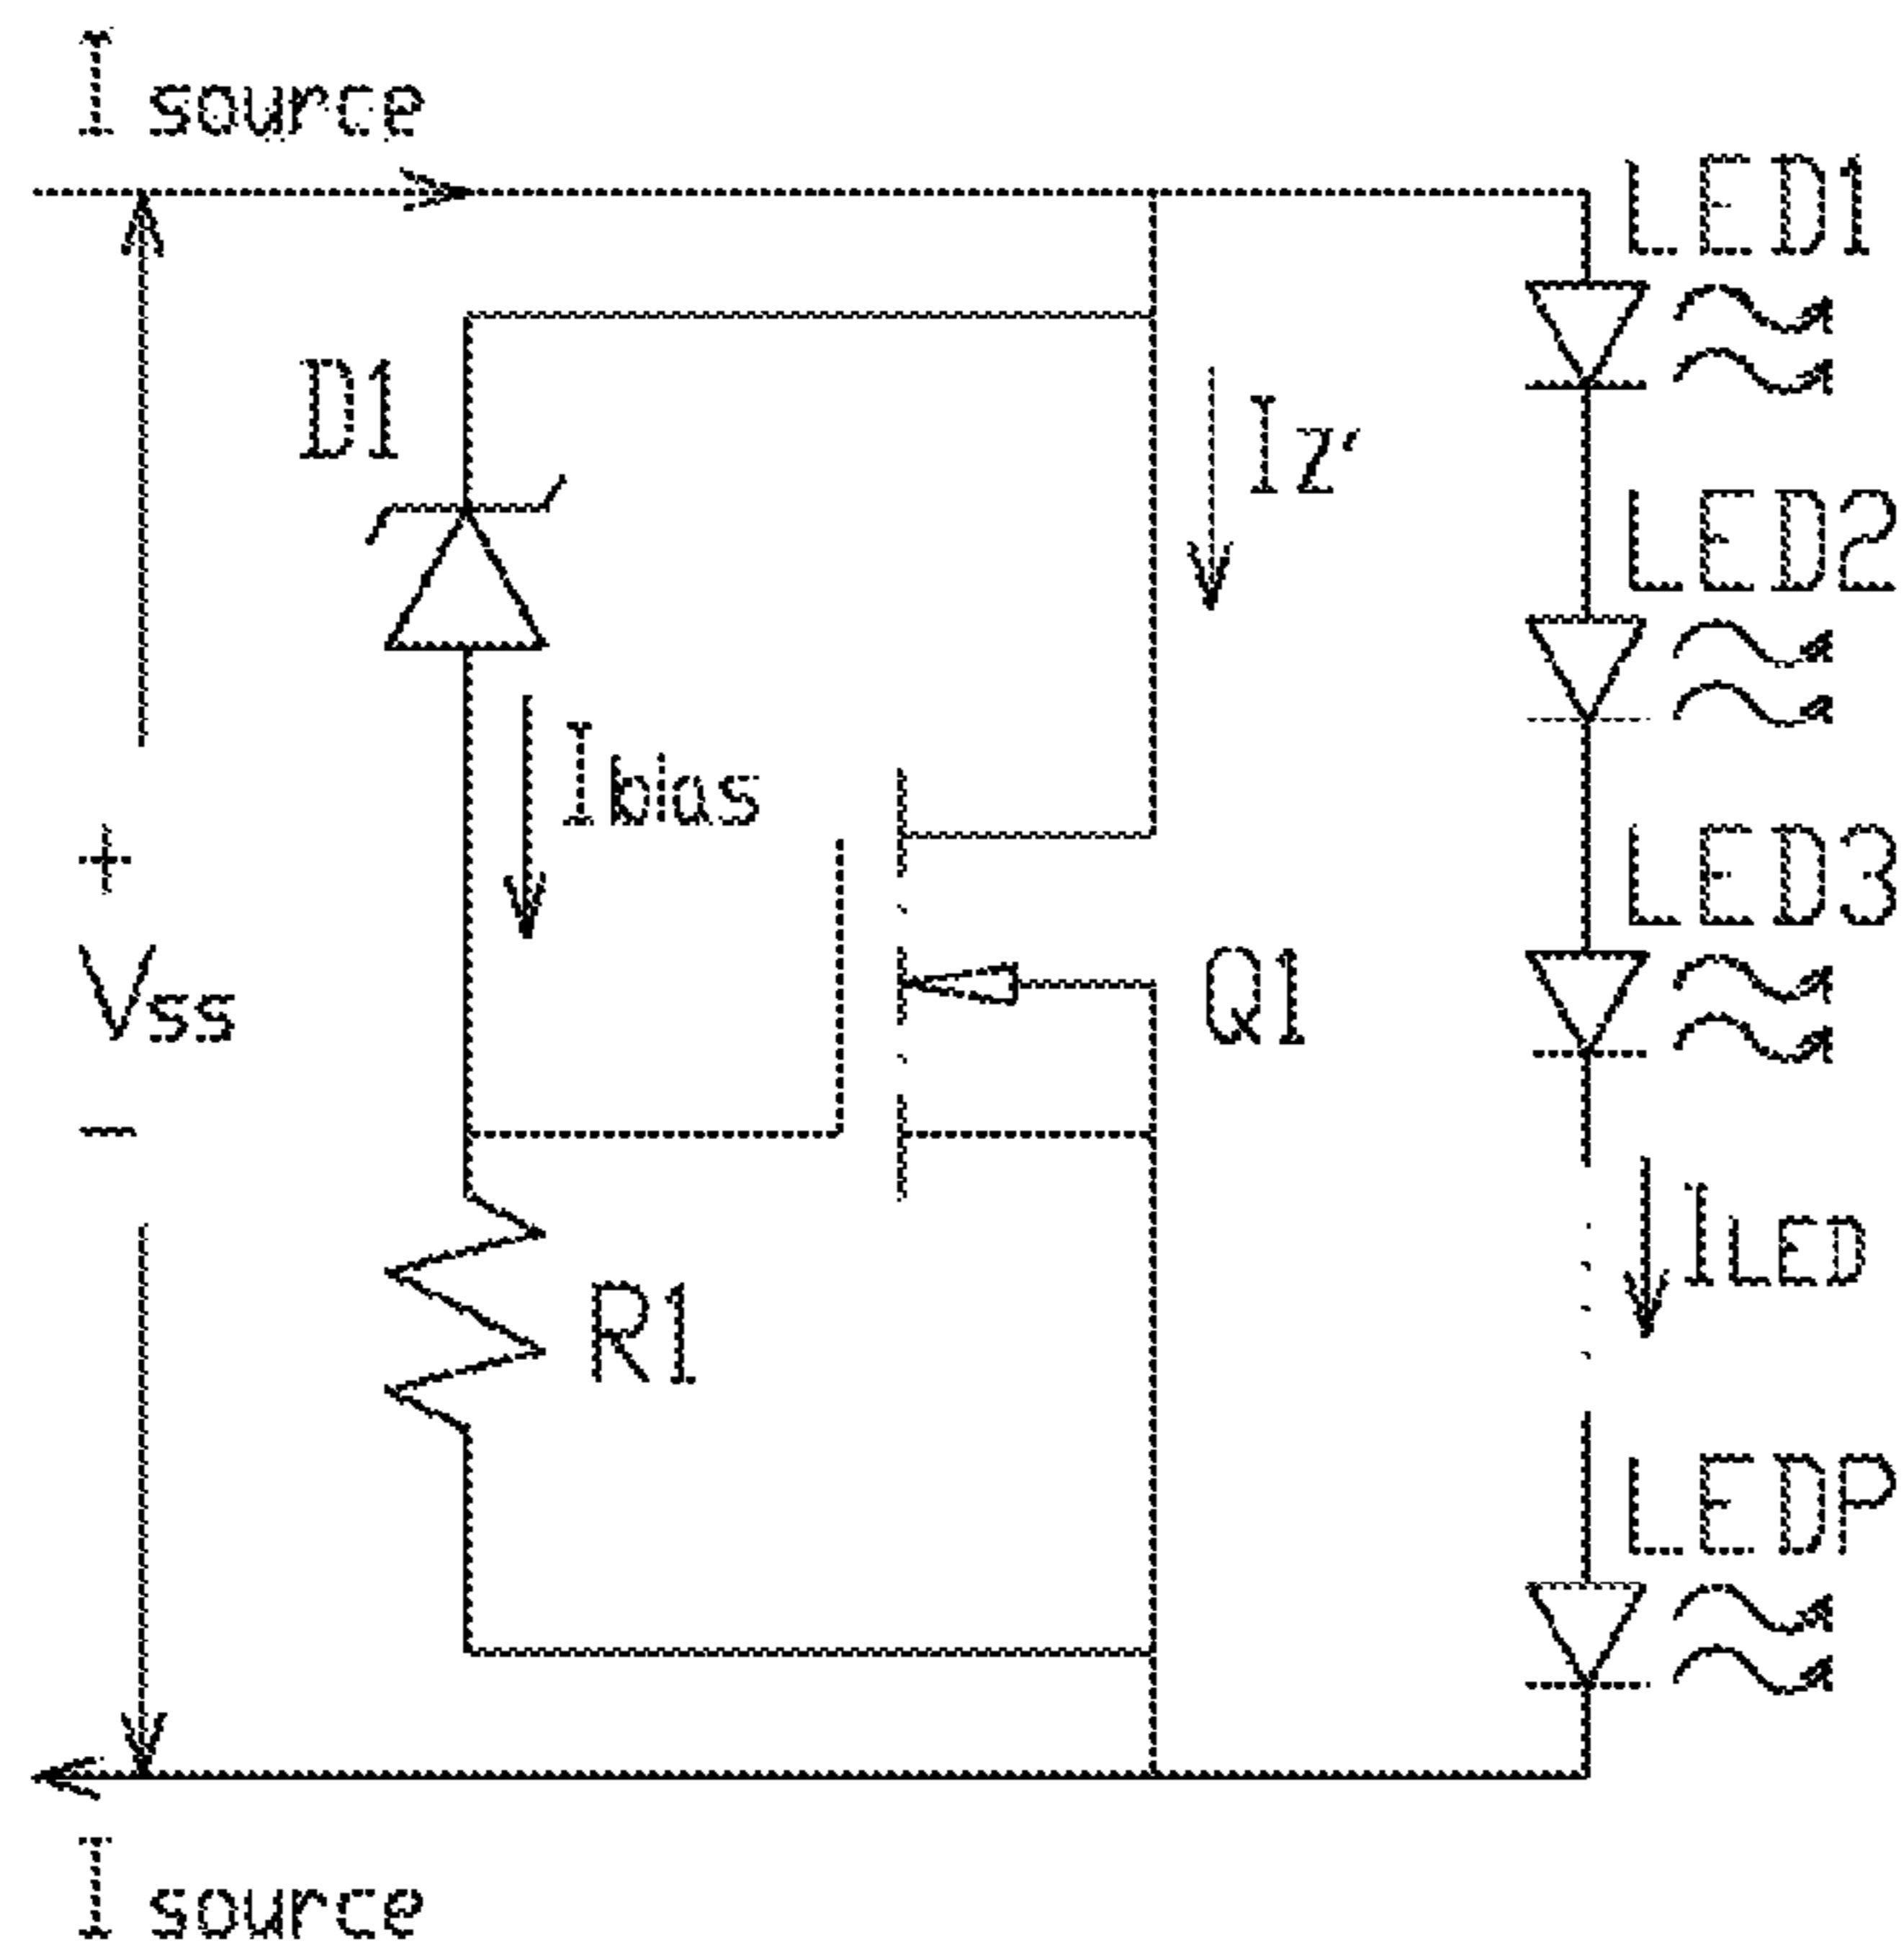 I source
LED1
D1
IZ'
LED2
Ibias
+
LED3
Vss
Q1
-
ILED
R1
LEDP
I source